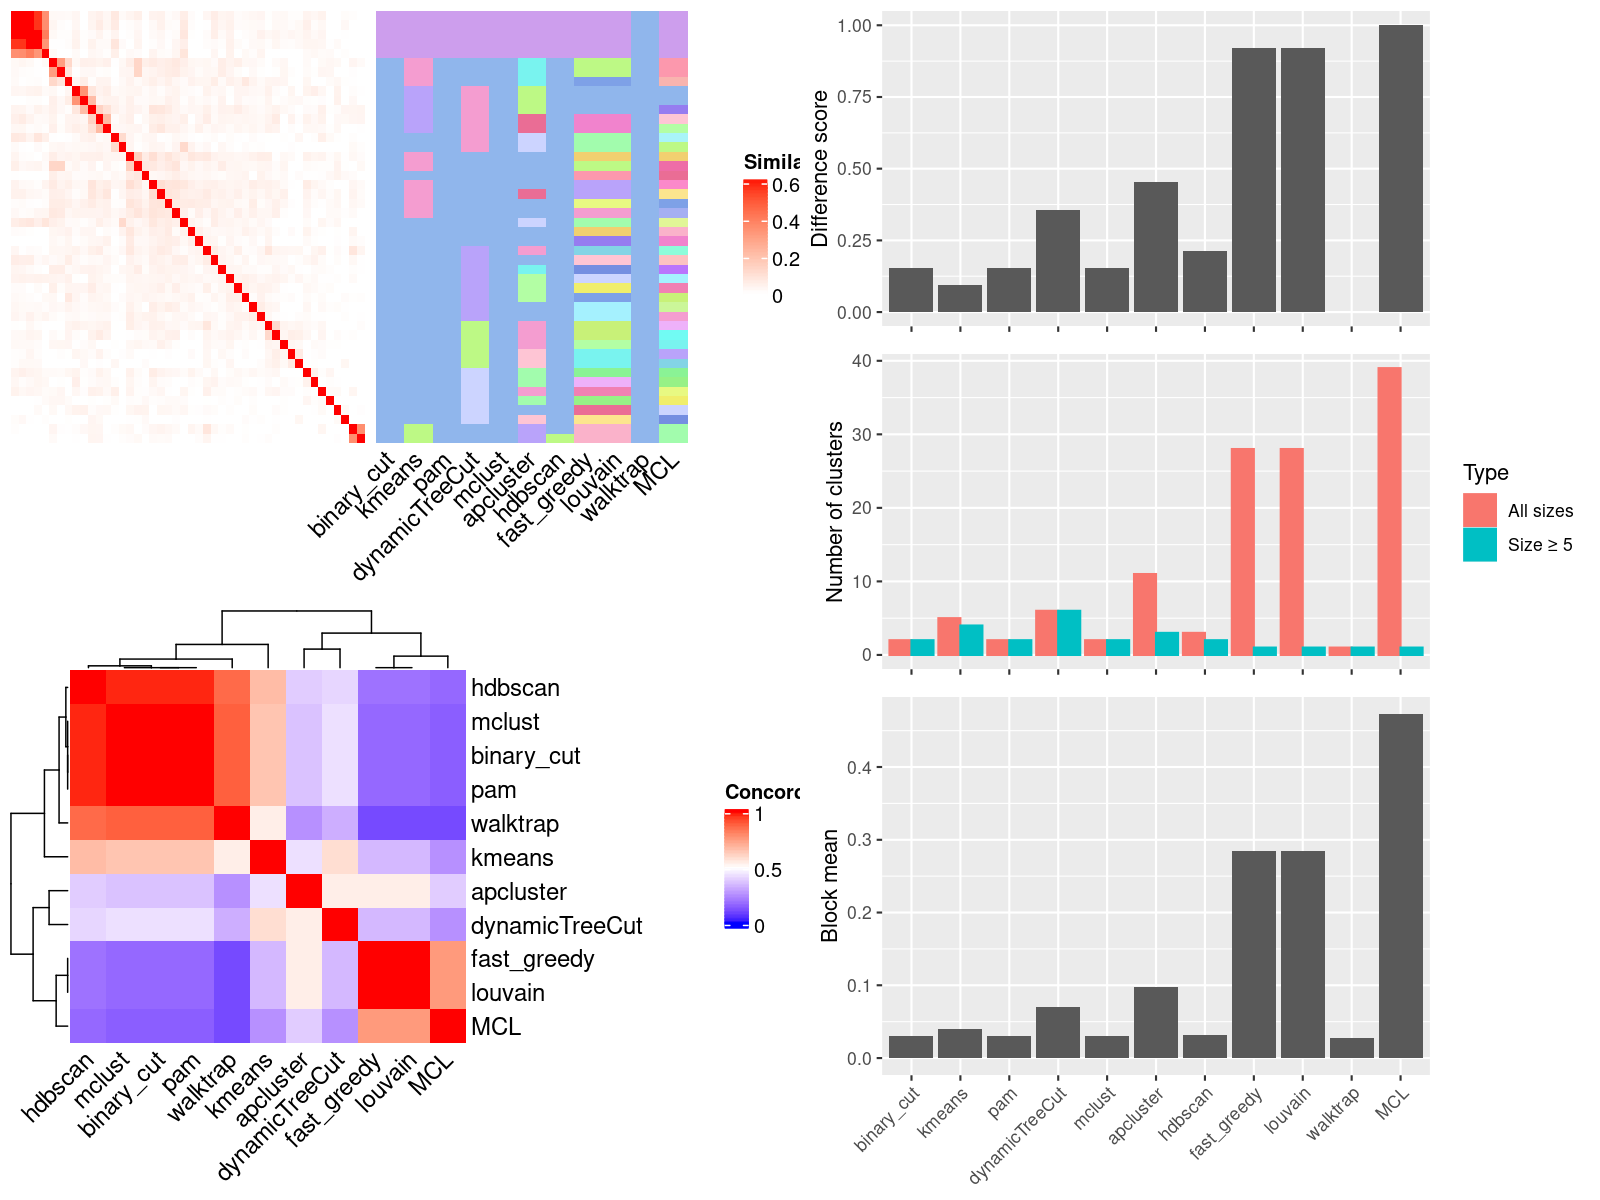 Simila
0.6
0.4
0.2
0
binary_cut
kmeans
pam
dynamicTreeCut
mclust
apcluster
hdbscan
fast_greedy
louvain
walktrap
MCL
hdbscan
mclust
binary_cut
pam
walktrap
kmeans
apcluster
dynamicTreeCut
fast_greedy
louvain
MCL
hdbscan
mclust
binary_cut
pam
walktrap
kmeans
apcluster
dynamicTreeCut
fast_greedy
louvain
MCL
Concord
1
0.5
0
Difference score
1.00
0.75
0.50
0.25
0.00
Number of clusters
40
30
20
10
0
Type
All sizes
Size ≥ 5
Block mean
0.4
0.3
0.2
0.1
0.0
binary_cut
kmeans
pam
dynamicTreeCut
mclust
apcluster
hdbscan
fast_greedy
louvain
walktrap
MCL